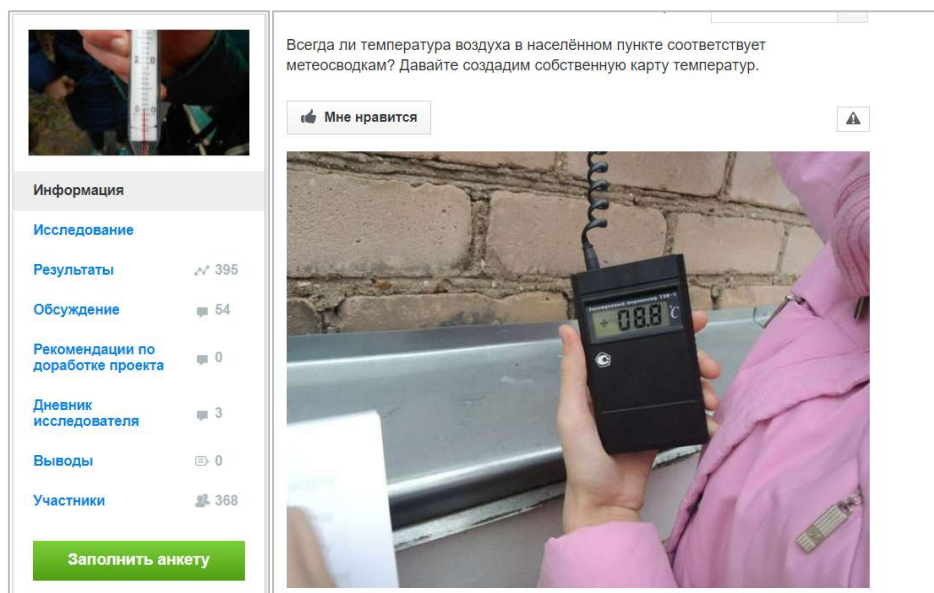 Всегда ли температура воздуха в населённом пункте соответствует
метеосводкам? Давайте создадим собственную карту температур.
Мне нравится
Информация
Исследование
Результаты 395
Обсуждение 54
Рекомендации по
доработке проекта 0
Дневник
исследователя 3
Выводы 0
Участники 368
Заполнить анкету
+ 08.8 °C